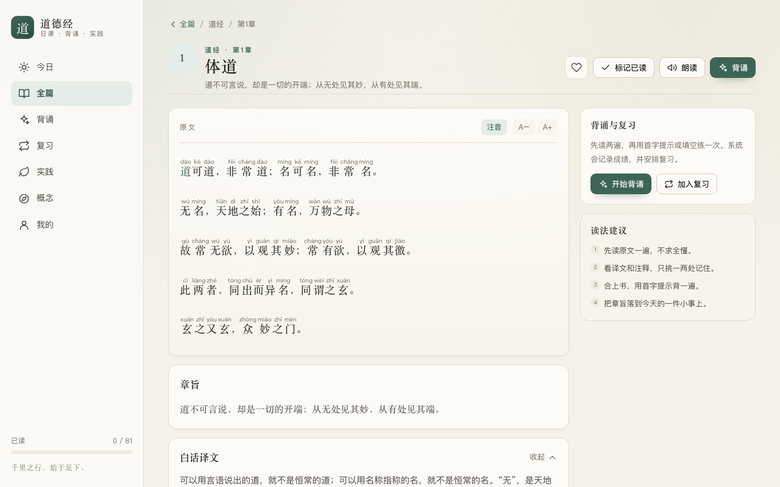 道 道德经
日课 · 背诵 · 实践
今日
全篇
背诵
复习
实践
概念
我的
已读 0 / 81
千里之行，始于足下。
全篇 / 道经 / 第1章
1
道经 · 第1章
体道
道不可言说，却是一切的开端；从无处见其妙，从有处见其端。
标记已读
朗读
背诵
原文
注音 A− A+
dào kě dào fēi cháng dào míng kě míng fēi cháng míng
道可道，非常道；名可名，非常名。
wú míng tiān dì zhī shǐ yǒu míng wàn wù zhī mǔ
无名，天地之始；有名，万物之母。
gù cháng wú yù yǐ guān qí miào cháng yǒu yù yǐ guān qí jiào
故常无欲，以观其妙；常有欲，以观其徼。
cǐ liǎng zhě tóng chū ér yì míng tóng wèi zhī xuán
此两者，同出而异名，同谓之玄。
xuán zhī yòu xuán zhòng miào zhī mén
玄之又玄，众妙之门。
章旨
道不可言说，却是一切的开端；从无处见其妙，从有处见其端。
白话译文
收起
可以用言语说出的道，就不是恒常的道；可以用名称指称的名，就不是恒常的名。“无”，是天地
背诵与复习
先读两遍，再用首字提示或填空练一次。系统
会记录成绩，并安排复习。
开始背诵
加入复习
读法建议
1 先读原文一遍，不求全懂。
2 看译文和注释，只挑一两处记住。
3 合上书，用首字提示背一遍。
4 把章旨落到今天的一件小事上。